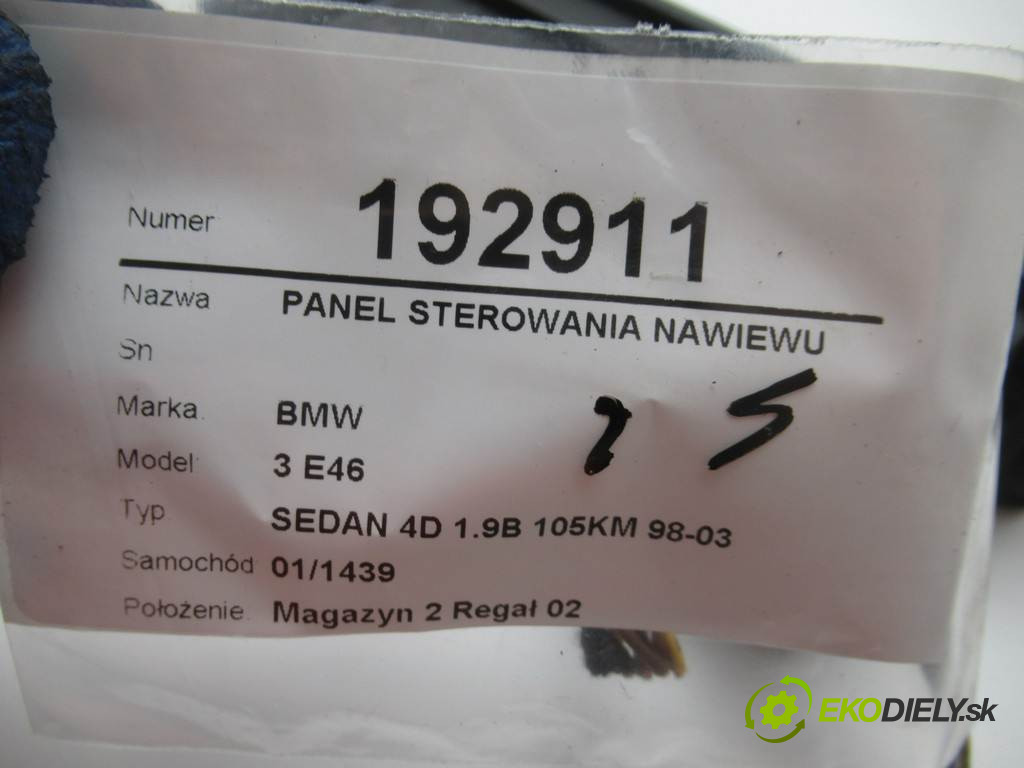 Numer 192911
Nazwa PANEL STEROWANIA NAWIEWU
Sn
Marka BMW
Model 3 E46
Typ SEDAN 4D 1.9B 105KM 98-03
Samochód 01/1439
Położenie Magazyn 2 Regał 02
EKODIELY.sk